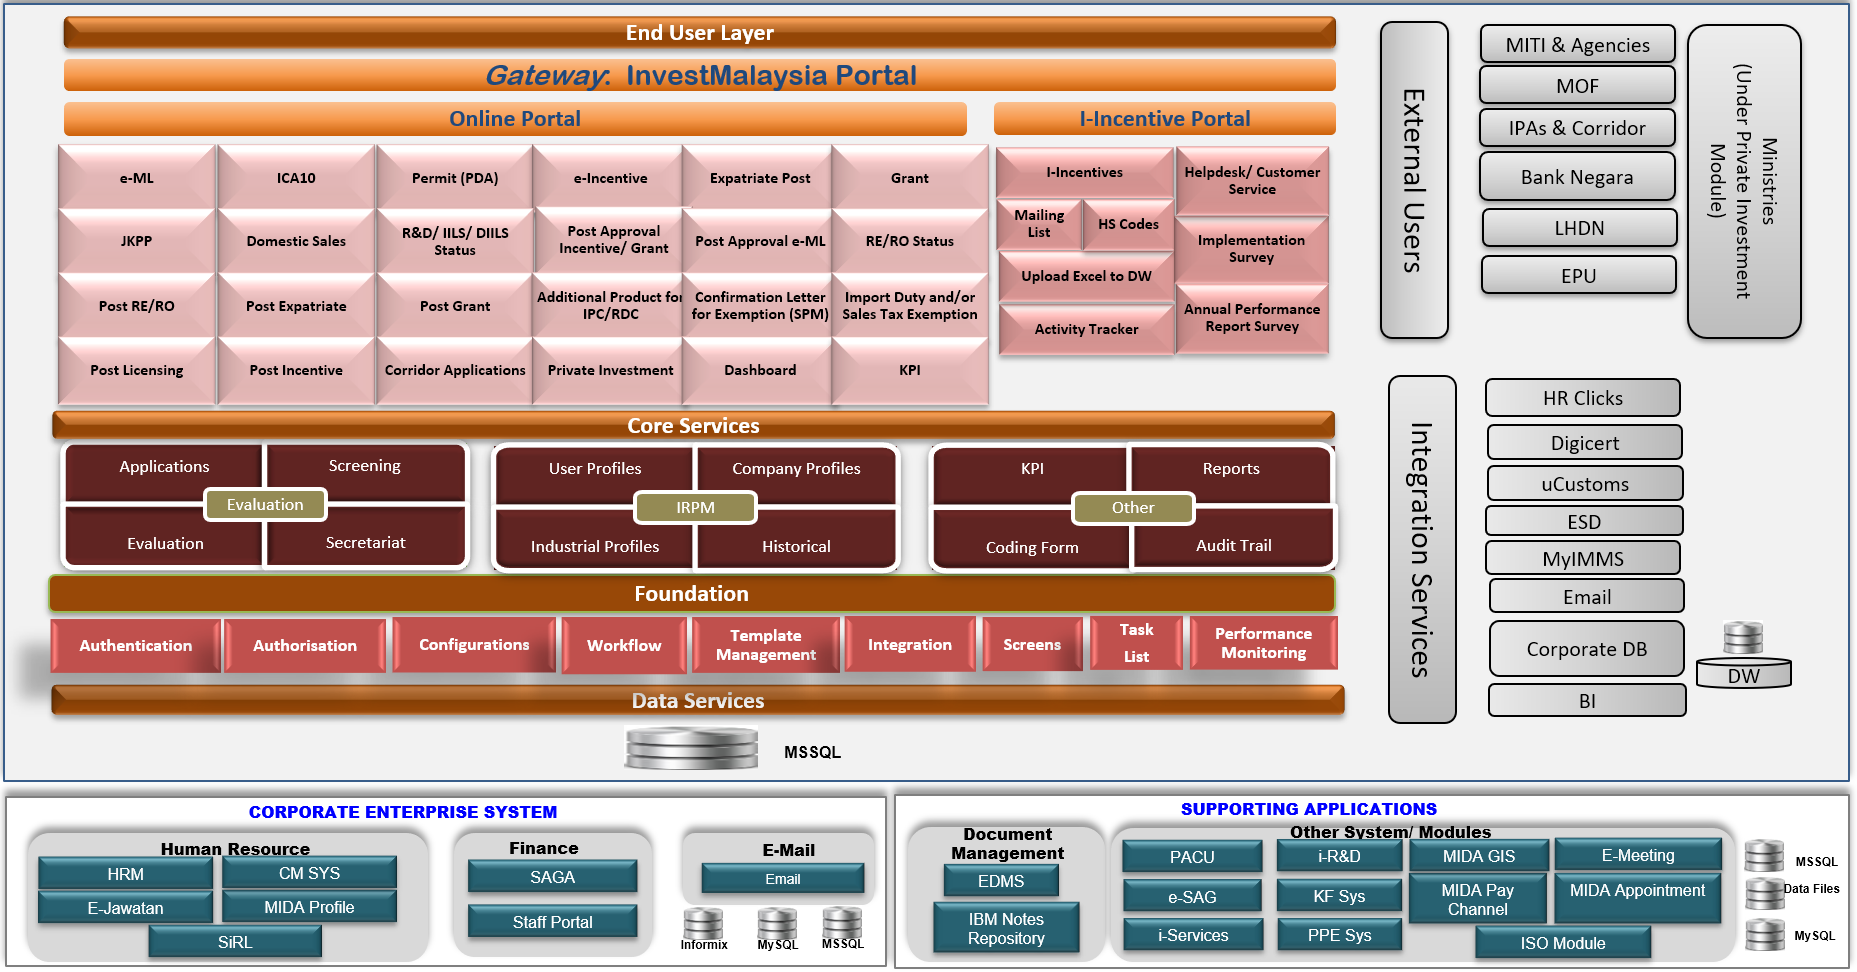 End User Layer
Gateway: InvestMalaysia Portal
Online Portal
I-Incentive Portal
e-ML
ICA10
Permit (PDA)
e-Incentive
Expatriate Post
Grant
JKPP
Domestic Sales
R&D/ IILS/ DIILS
Status
Post Approval
Incentive/ Grant
Post Approval e-ML
RE/RO Status
Post RE/RO
Post Expatriate
Post Grant
Additional Product for
IPC/RDC
Confirmation Letter
for Exemption (SPM)
Import Duty and/or
Sales Tax Exemption
Post Licensing
Post Incentive
Corridor Applications
Private Investment
Dashboard
KPI
I-Incentives
Helpdesk/ Customer
Service
Mailing
List
HS Codes
Implementation
Survey
Upload Excel to DW
Activity Tracker
Annual Performance
Report Survey
Core Services
Applications
Screening
Evaluation
Evaluation
Secretariat
User Profiles
Company Profiles
IRPM
Industrial Profiles
Historical
KPI
Reports
Other
Coding Form
Audit Trail
Foundation
Authentication
Authorisation
Configurations
Workflow
Template
Management
Integration
Screens
Task
List
Performance
Monitoring
Data Services
MSSQL
External Users
MITI & Agencies
MOF
IPAs & Corridor
Bank Negara
LHDN
EPU
Ministries
(Under Private Investment
Module)
Integration Services
HR Clicks
Digicert
uCustoms
ESD
MyIMMS
Email
Corporate DB
BI
DW
CORPORATE ENTERPRISE SYSTEM
Human Resource
HRM
CM SYS
E-Jawatan
MIDA Profile
SiRL
Finance
SAGA
Staff Portal
E-Mail
Email
Informix
MySQL
MSSQL
SUPPORTING APPLICATIONS
Document
Management
EDMS
IBM Notes
Repository
Other System/ Modules
PACU
i-R&D
MIDA GIS
E-Meeting
e-SAG
KF Sys
MIDA Pay
Channel
MIDA Appointment
i-Services
PPE Sys
ISO Module
MSSQL
Data Files
MySQL